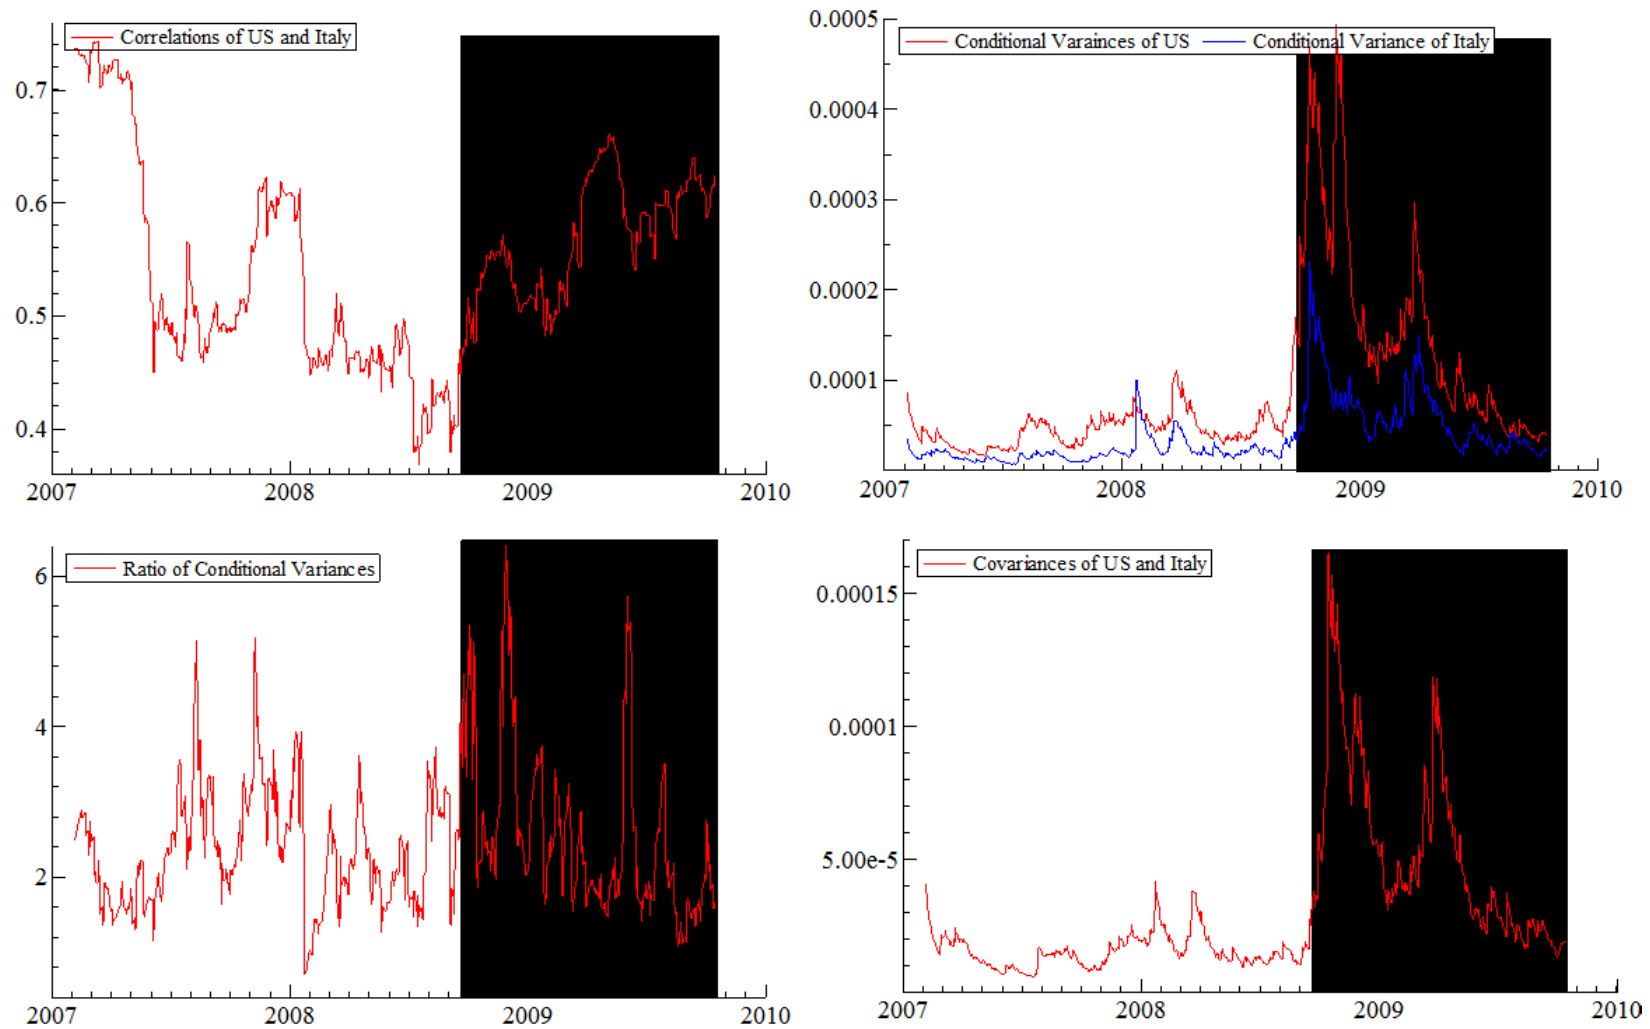 Correlations of US and Italy
0.7
0.6
0.5
0.4
2007 2008 2009 2010
0.0005
Conditional Varainces of US Conditional Variance of Italy
0.0004
0.0003
0.0002
0.0001
2007 2008 2009 2010
Ratio of Conditional Variances
6
4
2
2007 2008 2009 2010
Covariances of US and Italy
0.00015
0.0001
5.00e-5
2007 2008 2009 2010